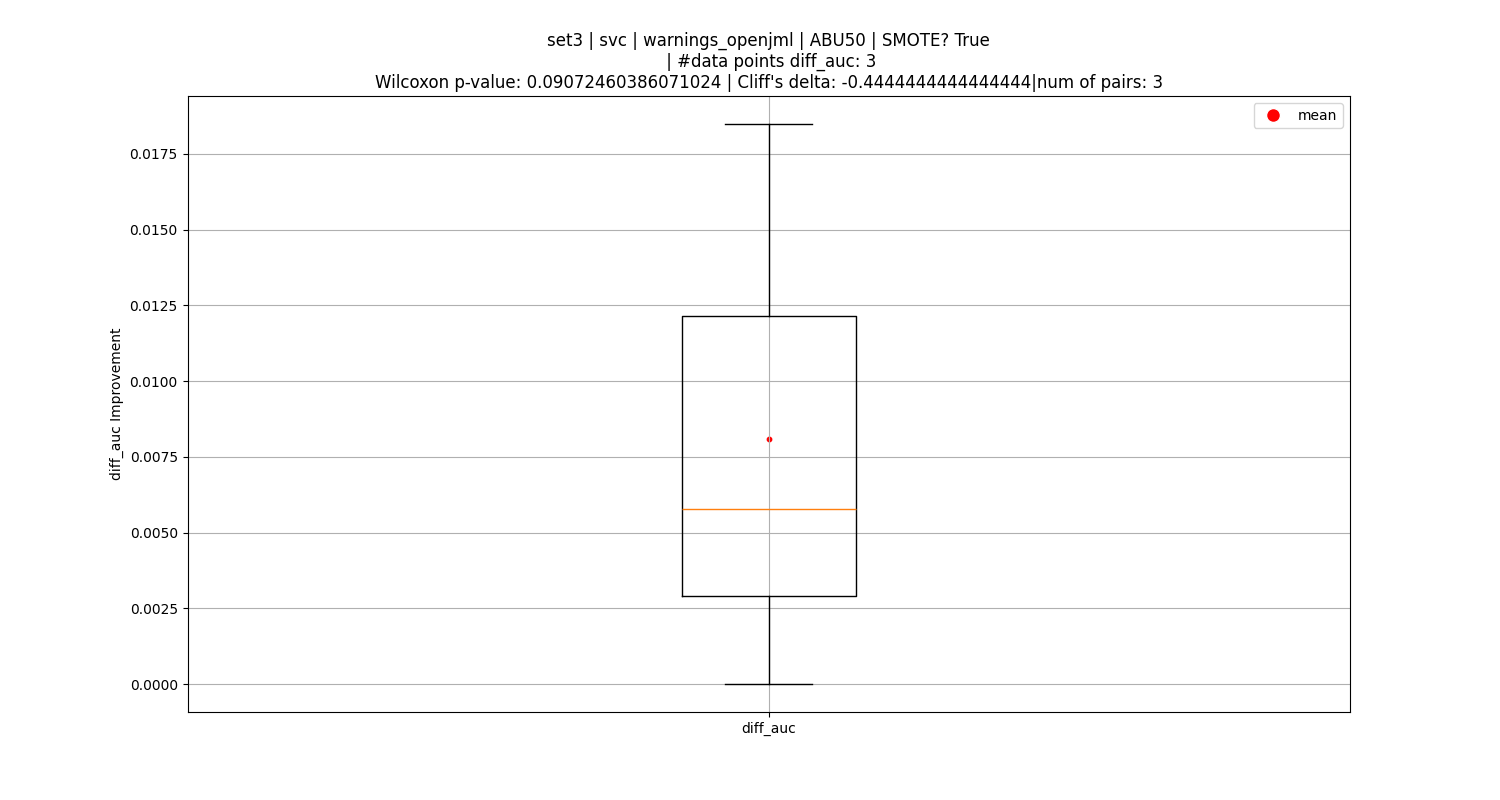 set3 | svc | warnings_openjml | ABU50 | SMOTE? True
| #data points diff_auc: 3
Wilcoxon p-value: 0.09072460386071024 | Cliff's delta: -0.4444444444444444|num of pairs: 3
mean
0.0175
0.0150
0.0125
0.0100
0.0075
0.0050
0.0025
0.0000
diff_auc Improvement
diff_auc